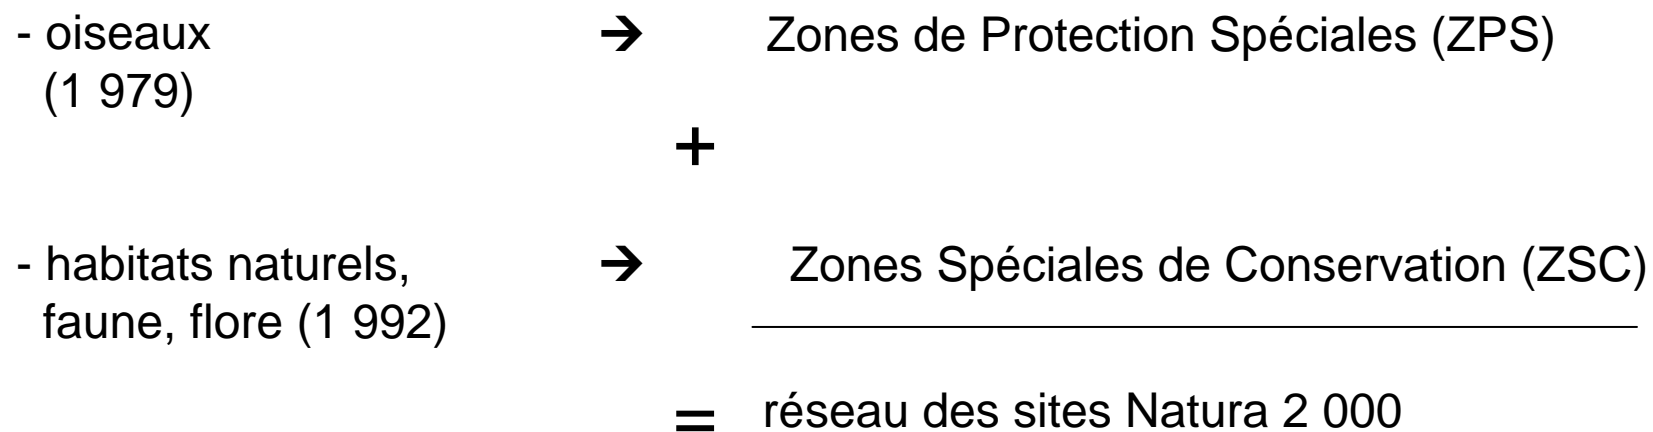 - oiseaux ➔ Zones de Protection Spéciales (ZPS)
(1 979)
+
- habitats naturels, ➔ Zones Spéciales de Conservation (ZSC)
faune, flore (1 992)
= réseau des sites Natura 2 000